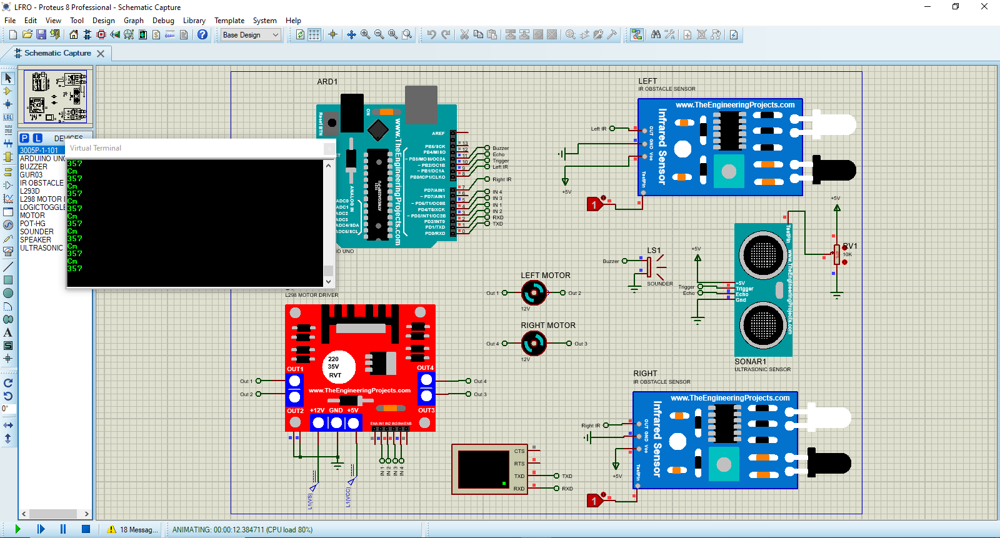 LFRO - Proteus 8 Professional - Schematic Capture
File Edit View Tool Design Graph Debug Library Template System Help
Base Design
Schematic Capture
P L DEVICES
3005P-1-101
ARDUINO UNO
BUZZER
GUR03
IR OBSTACLE
L293D
L298 MOTOR
LOGICTOGGLE
MOTOR
POT-HG
SOUNDER
SPEAKER
ULTRASONIC
0°
Virtual Terminal
357
Cm
357
Cm
357
Cm
357
Cm
357
Cm
357
Cm
357
Cm
357
ARD1
Reset BTN
ON
www.TheEngineeringProjects.com
ATMEGA328P
ANALOG IN
ADC0
ADC1
ADC2
ADC3
ADC4/SDA
ADC5/SCL
AREF
PB5/SCK 13
PB4/MISO 12
~ PB3/MOSI/OC2A 11
~ PB2/OC1B 10
~ PB1/OC1A 9
PB0/ICP1/CLKO 8
PD7/AIN1 7
~ PD7/AIN1 6
~ PD6/T1/OC0B 5
PD4/T0/XCK 4
~ PD3/INT1/OC2B 3
PD2/INT0 2
PD1/TXD 1
PD0/RXD 0
Buzzer
Echo
Trigger
Left IR
Right IR
IN 4
IN 3
IN 1
IN 2
RXD
TXD
LEFT
IR OBSTACLE SENSOR
www.TheEngineeringProjects.com
Infrared Sensor
OUT
GND
Vcc
TestPin
Left IR
+5V
1
L298 MOTOR DRIVER
220
35V
RVT
OUT1
OUT4
www.TheEngineeringProjects.com
OUT2
+12V GND +5V
OUT3
ENA IN1 IN2 IN3 IN4 ENB
Out 1
Out 2
Out 4
Out 3
IN 1
IN 2
IN 3
IN 4
L1(VS)
L1(VCC)
LEFT MOTOR
Out 1
Out 2
12V
RIGHT MOTOR
Out 4
Out 3
12V
LS1
Buzzer
SOUNDER
+5V
+5V
Trigger
Echo
Gnd
Trigger
Echo
TestPin
www.TheEngineeringProjects.com
SONAR1
ULTRASONIC SENSOR
+5V
RV1
10K
CTS
RTS
TXD
RXD
TXD
RXD
RIGHT
IR OBSTACLE SENSOR
www.TheEngineeringProjects.com
Infrared Sensor
OUT
GND
Vcc
TestPin
Right IR
+5V
1
18 Messag...
ANIMATING: 00:00:12.384711 (CPU load 80%)